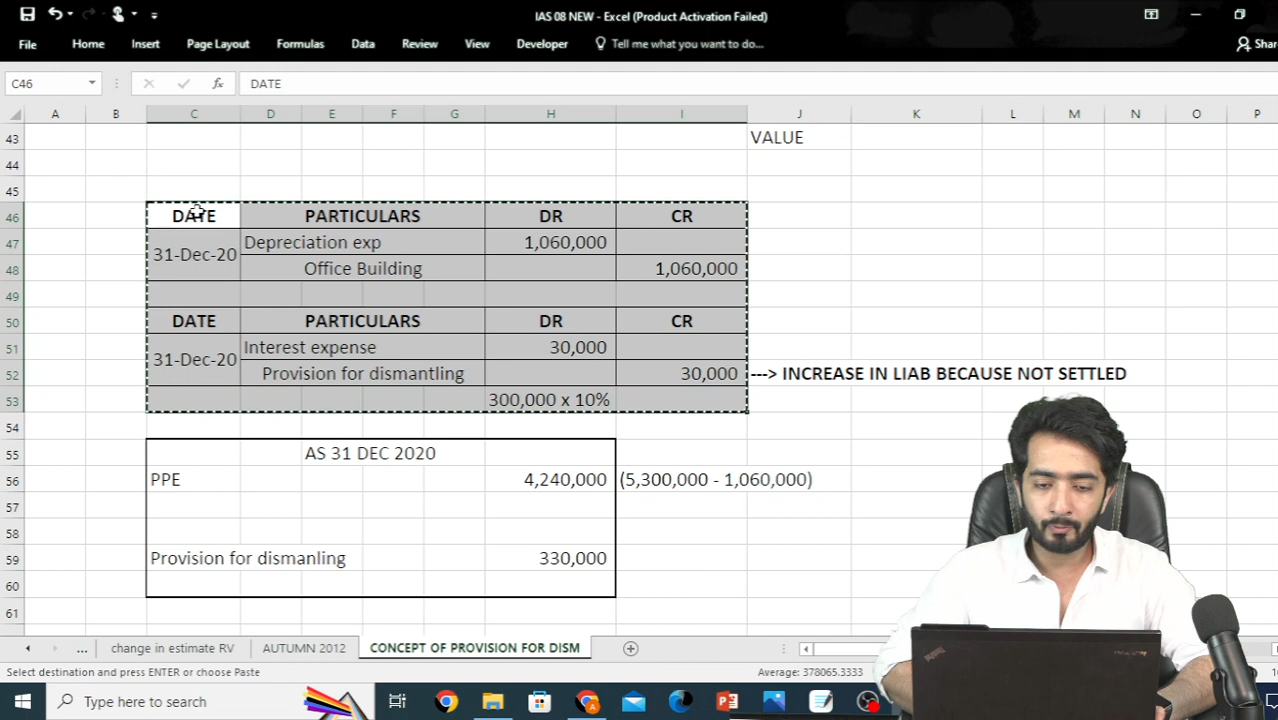 IAS 08 NEW - Excel (Product Activation Failed)
File Home Insert Page Layout Formulas Data Review View Developer Tell me what you want to do... Shar
C46 fx DATE
A B C D E F G H I J K L M N O P
43 VALUE
44
45
46 DATE PARTICULARS DR CR
47 Depreciation exp 1,060,000
31-Dec-20
48 Office Building 1,060,000
49
50 DATE PARTICULARS DR CR
51 Interest expense 30,000
31-Dec-20
52 Provision for dismantling 30,000 ---> INCREASE IN LIAB BECAUSE NOT SETTLED
53 300,000 x 10%
54
55 AS 31 DEC 2020
56 PPE 4,240,000 (5,300,000 - 1,060,000)
57
58
59 Provision for dismanling 330,000
60
61
... change in estimate RV AUTUMN 2012 CONCEPT OF PROVISION FOR DISM
Select destination and press ENTER or choose Paste Average: 378065.3333
Type here to search